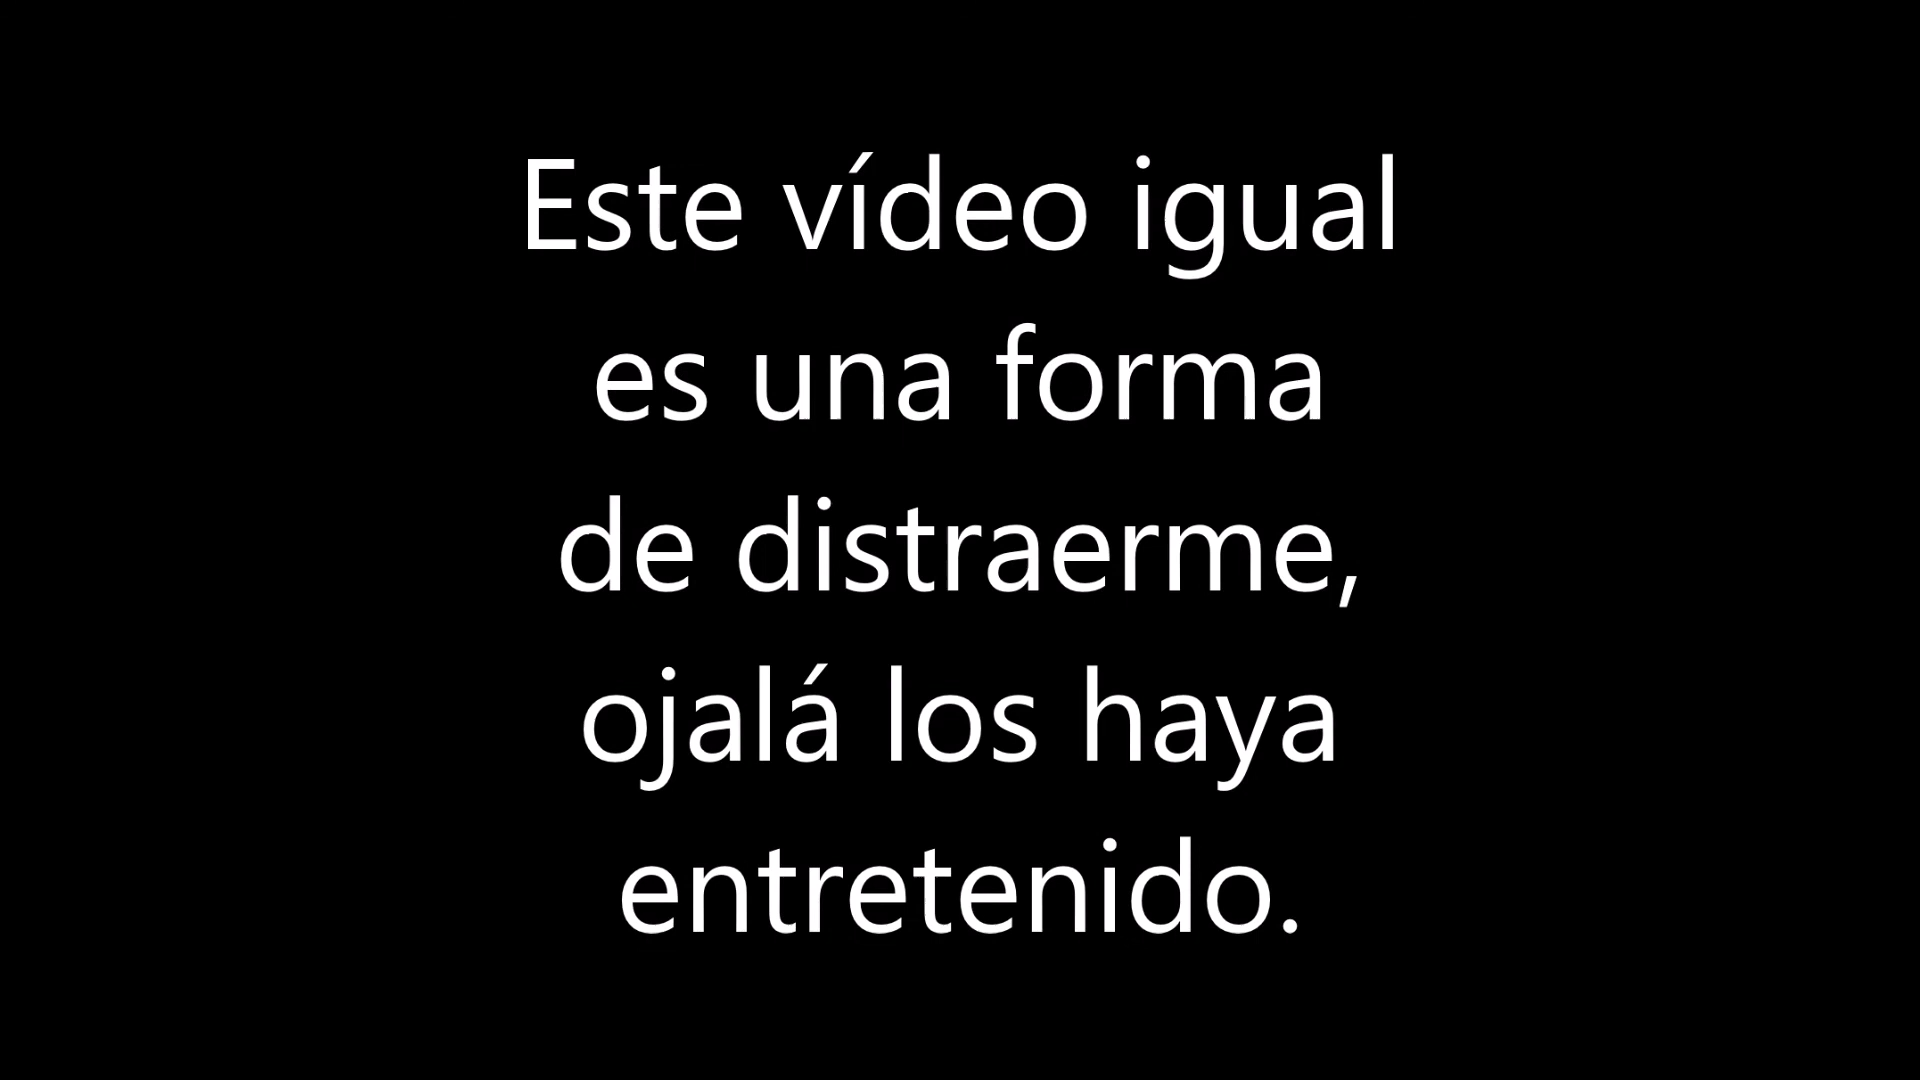 Este vídeo igual
es una forma
de distraerme,
ojalá los haya
entretenido.